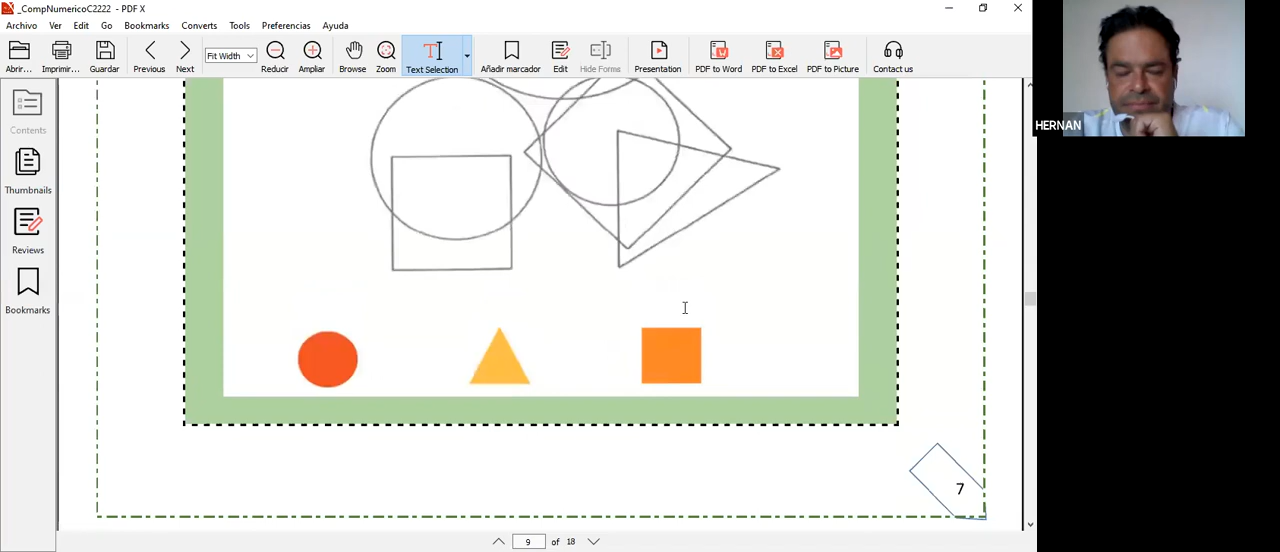 _CompNumericoC2222 - PDF X
Archivo Ver Edit Go Bookmarks Converts Tools Preferencias Ayuda
Abrir... Imprimir... Guardar Previous Next Fit Width Reducir Ampliar Browse Zoom Text Selection Añadir marcador Edit Hide Forms Presentation PDF to Word PDF to Excel PDF to Picture Contact us
Contents
Thumbnails
Reviews
Bookmarks
HERNAN
7
9 of 18